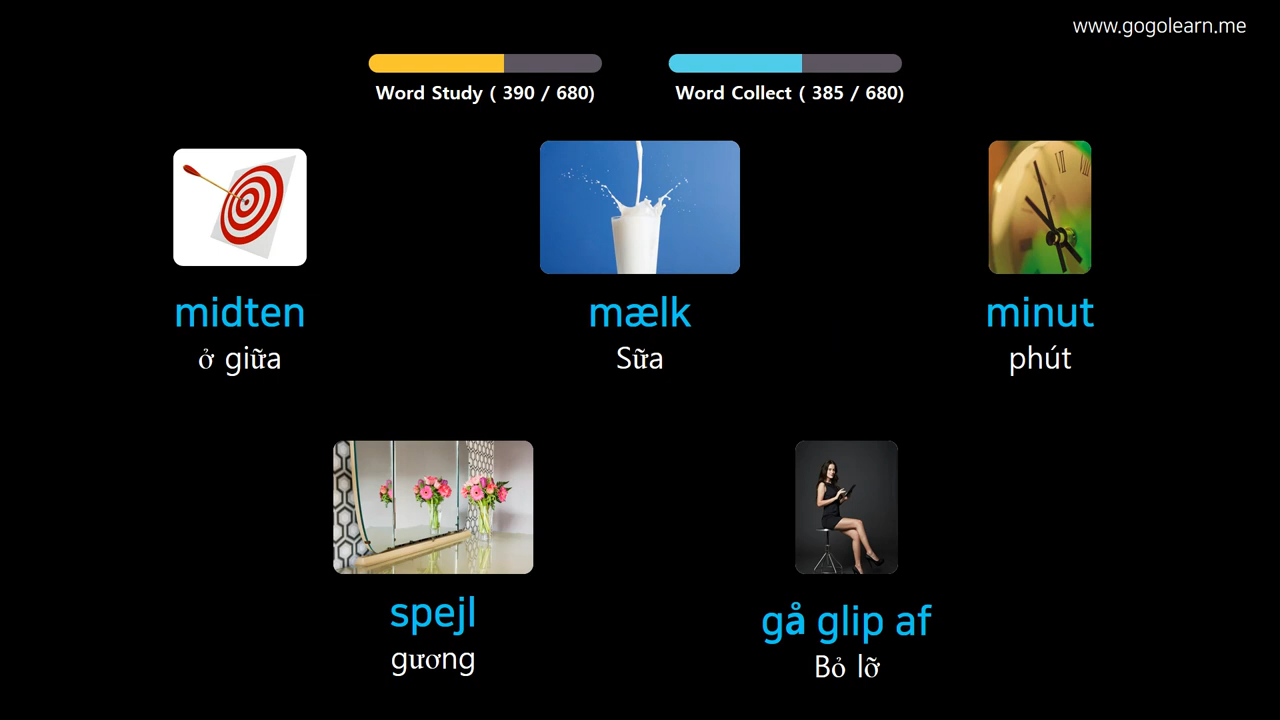 www.gogolearn.me
Word Study ( 390 / 680)
Word Collect ( 385 / 680)
midten
ở giữa
mælk
Sữa
minut
phút
spejl
gương
gå glip af
Bỏ lỡ